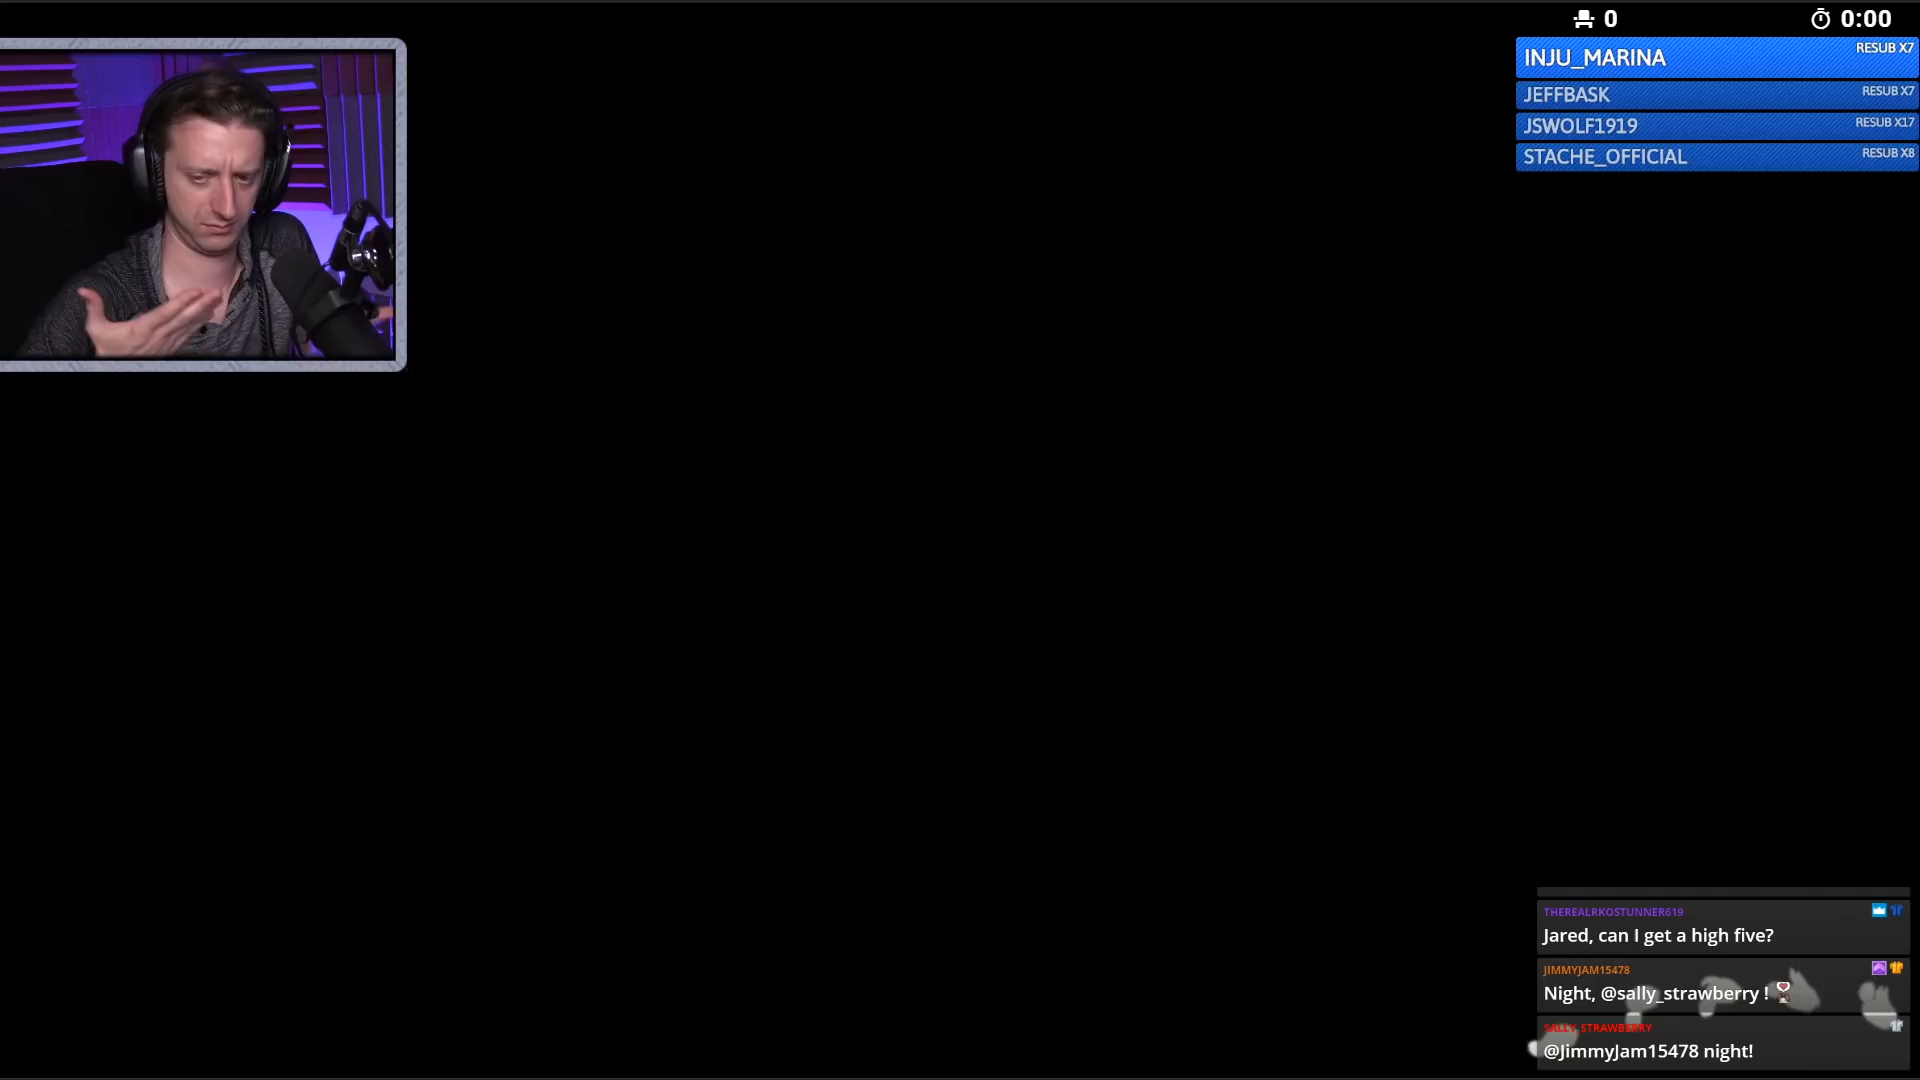 0
0:00
INJU_MARINA RESUB X7
JEFFBASK RESUB X7
JSWOLF1919 RESUB X17
STACHE_OFFICIAL RESUB X8
THEREALRKOSTUNNER619
Jared, can I get a high five?
JIMMYJAM15478
Night, @sally_strawberry !
SALLY_STRAWBERRY
@JimmyJam15478 night!